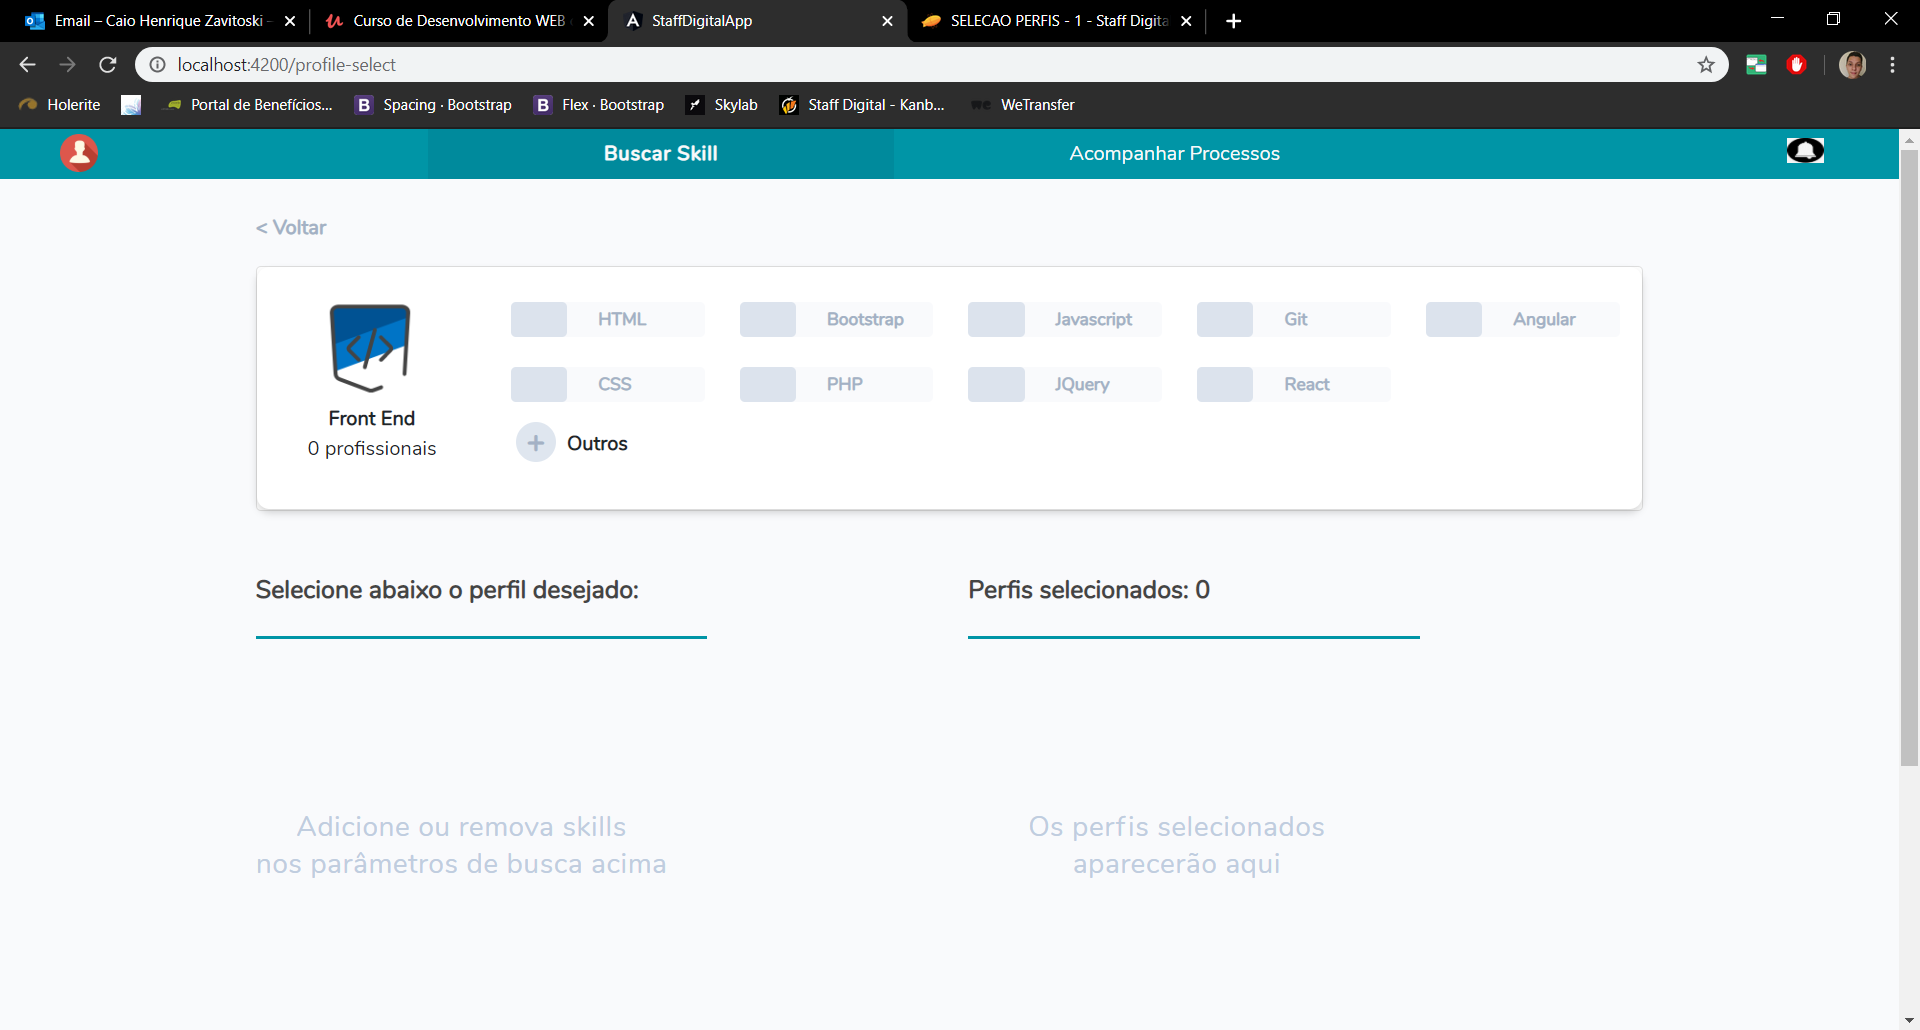 Email – Caio Henrique Zavitoski -
Curso de Desenvolvimento WEB
StaffDigitalApp
SELECAO PERFIS - 1 - Staff Digita
localhost:4200/profile-select
Holerite
Portal de Benefícios...
B Spacing · Bootstrap
B Flex · Bootstrap
Skylab
Staff Digital - Kanb...
we WeTransfer
Buscar Skill
Acompanhar Processos
< Voltar
HTML
Bootstrap
Javascript
Git
Angular
CSS
PHP
JQuery
React
Front End
0 profissionais
+ Outros
Selecione abaixo o perfil desejado:
Perfis selecionados: 0
Adicione ou remova skills
nos parâmetros de busca acima
Os perfis selecionados
aparecerão aqui